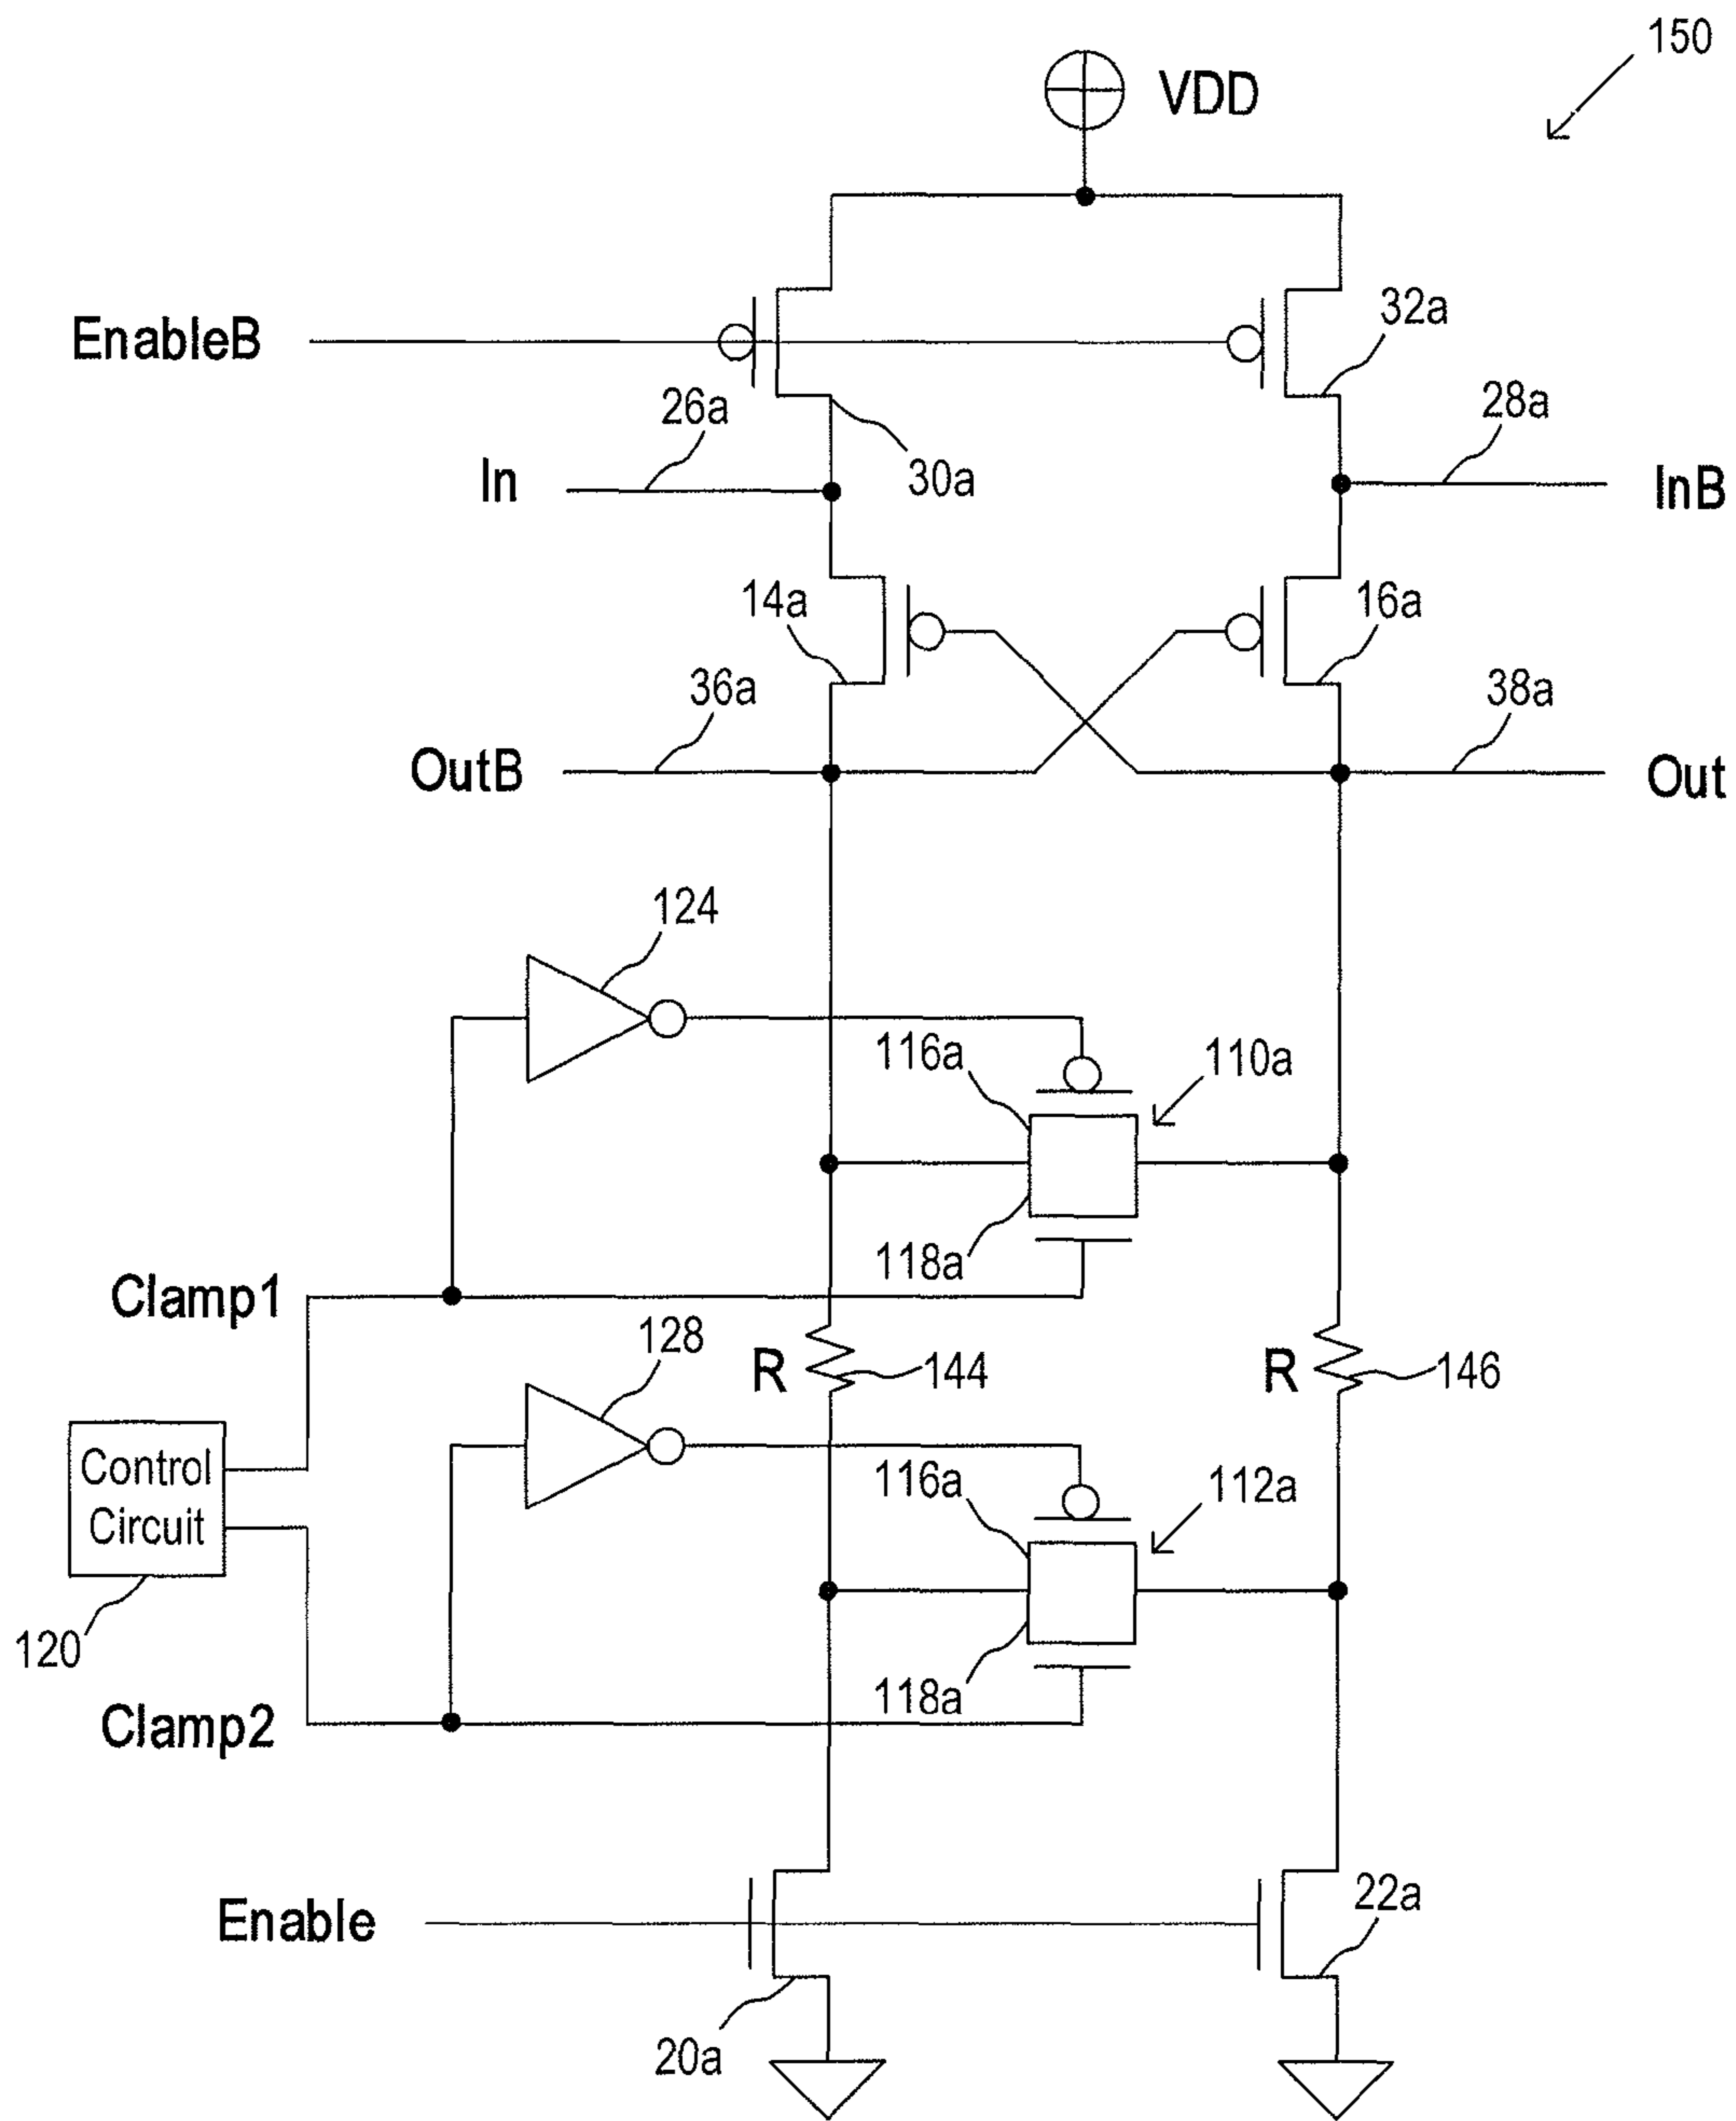 150
VDD
EnableB
32a
26a
30a
28a
In
InB
14a
16a
36a
38a
OutB
Out
124
116a
110a
118a
Clamp1
128
R
144
R
146
Control
Circuit
116a
112a
120
118a
Clamp2
Enable
22a
20a